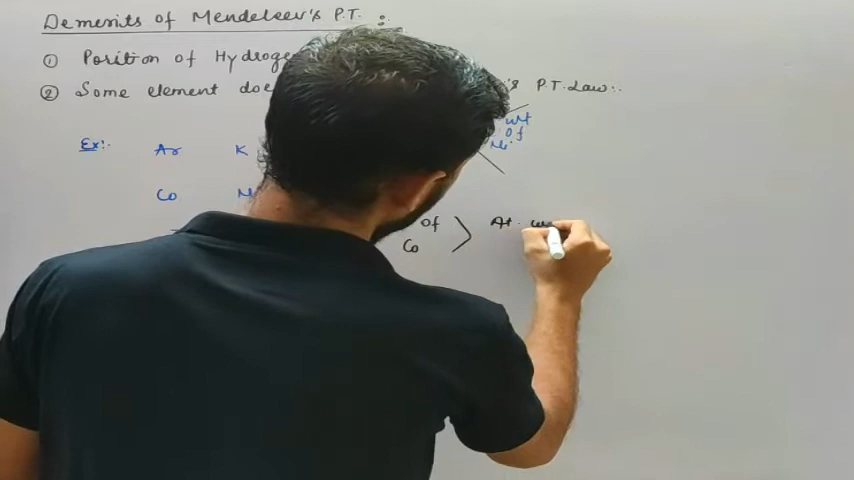 Demerits of Mendeleev's P.T. :
① Position of Hydroge
② Some element doe 's P.T. Law:.
Ex:. Ar K wt
of
Co
of > At. w
Co